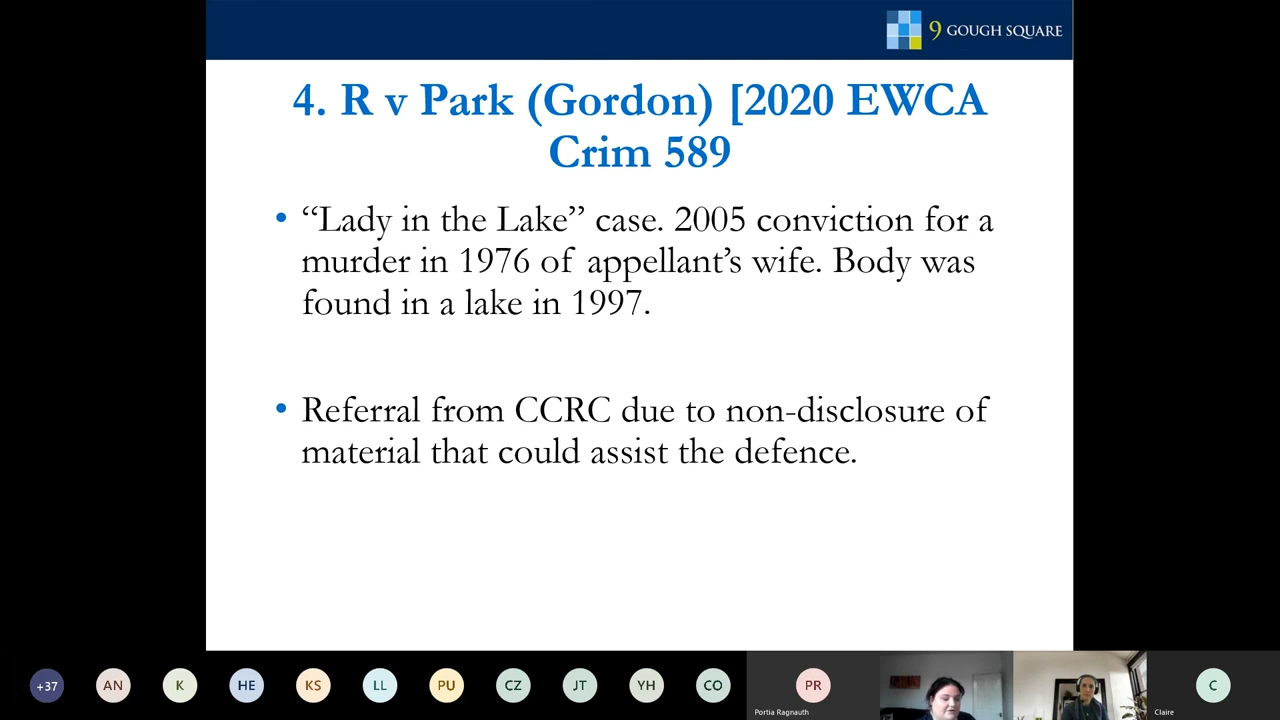 9 GOUGH SQUARE
4. R v Park (Gordon) [2020 EWCA
Crim 589
• “Lady in the Lake” case. 2005 conviction for a
murder in 1976 of appellant’s wife. Body was
found in a lake in 1997.
• Referral from CCRC due to non-disclosure of
material that could assist the defence.
+37 AN K HE KS LL PU CZ JT YH CO PR C
Portia Ragnauth Claire